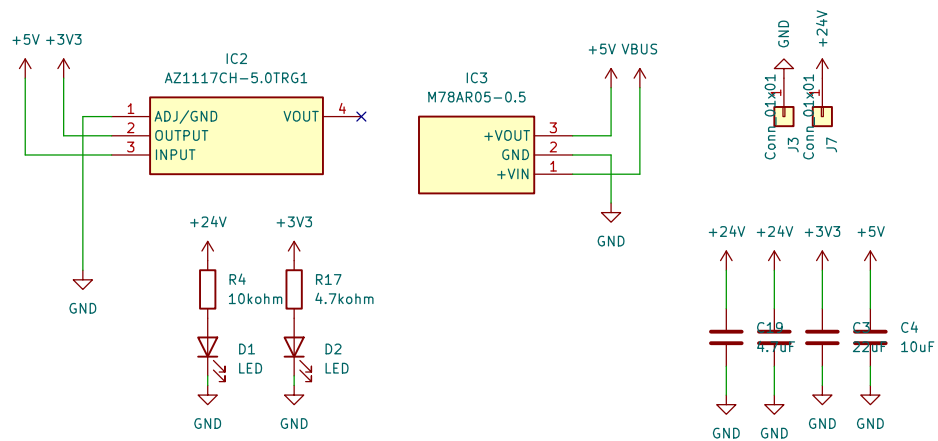 +5V +3V3
IC2
AZ1117CH-5.0TRG1
1 ADJ/GND
2 OUTPUT
3 INPUT
VOUT 4
GND
+24V
R4
10kohm
D1
LED
GND
+3V3
R17
4.7kohm
D2
LED
GND
+5V VBUS
IC3
M78AR05-0.5
+VOUT 3
GND 2
+VIN 1
GND
GND
1
Conn_01x01
J3
+24V
1
Conn_01x01
J7
+24V +24V +3V3 +5V
C19
4.7uF
C3
22uF
C4
10uF
GND GND GND GND